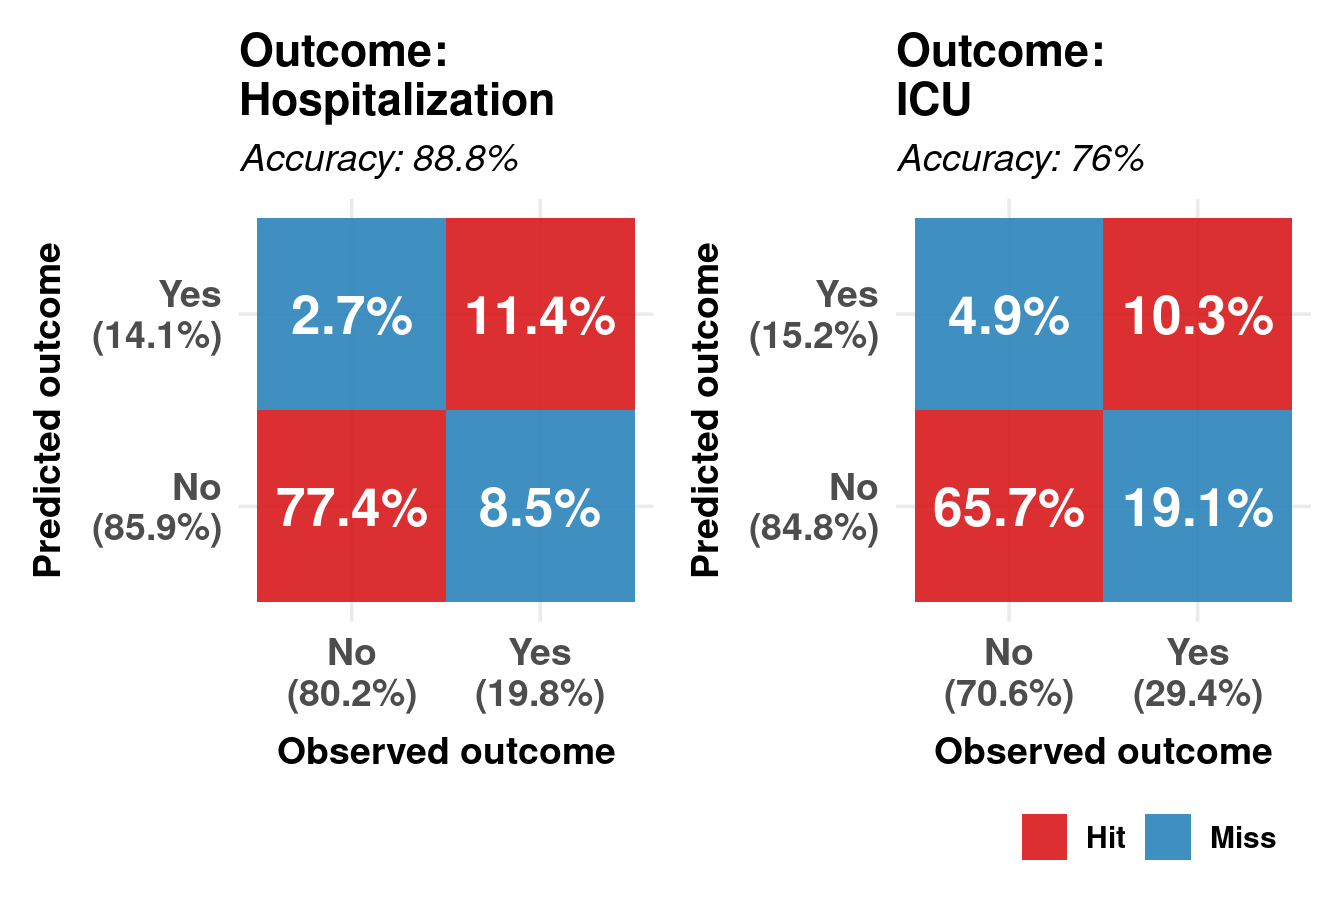 Outcome:
Hospitalization
Accuracy: 88.8%
Predicted outcome
Yes
(14.1%)
2.7%
11.4%
No
(85.9%)
77.4%
8.5%
No
(80.2%)
Yes
(19.8%)
Observed outcome
Outcome:
ICU
Accuracy: 76%
Predicted outcome
Yes
(15.2%)
4.9%
10.3%
No
(84.8%)
65.7%
19.1%
No
(70.6%)
Yes
(29.4%)
Observed outcome
Hit
Miss